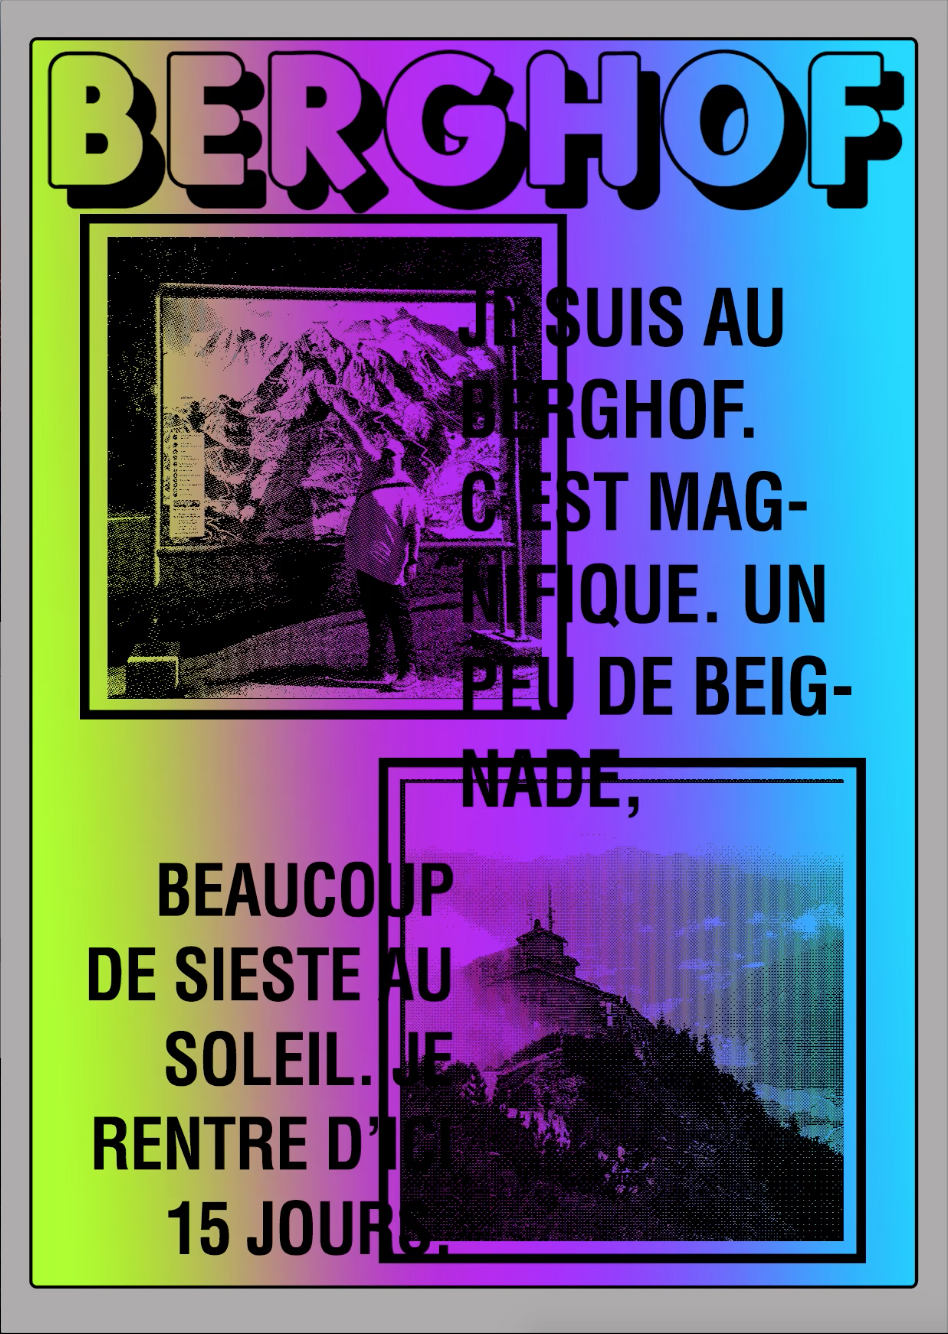 BERGHOF
JE SUIS AU
BERGHOF.
C'EST MAG-
NIFIQUE. UN
PEU DE BEIG-
NADE,
BEAUCOUP
DE SIESTE AU
SOLEIL. JE
RENTRE D’ICI
15 JOURS.